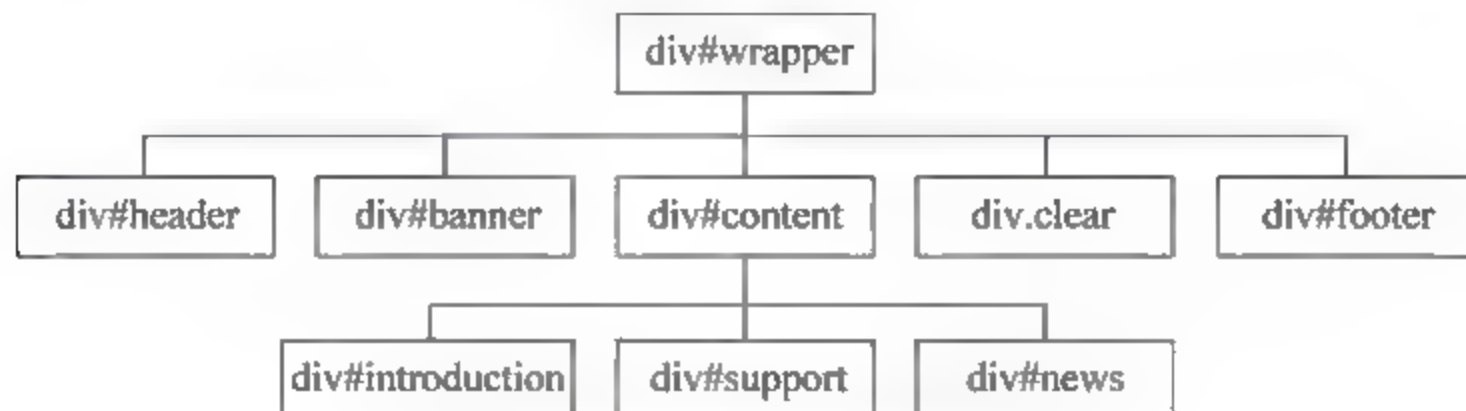 div#wrapper
div#header div#banner div#content div.clear div#footer
div#introduction div#support div#news